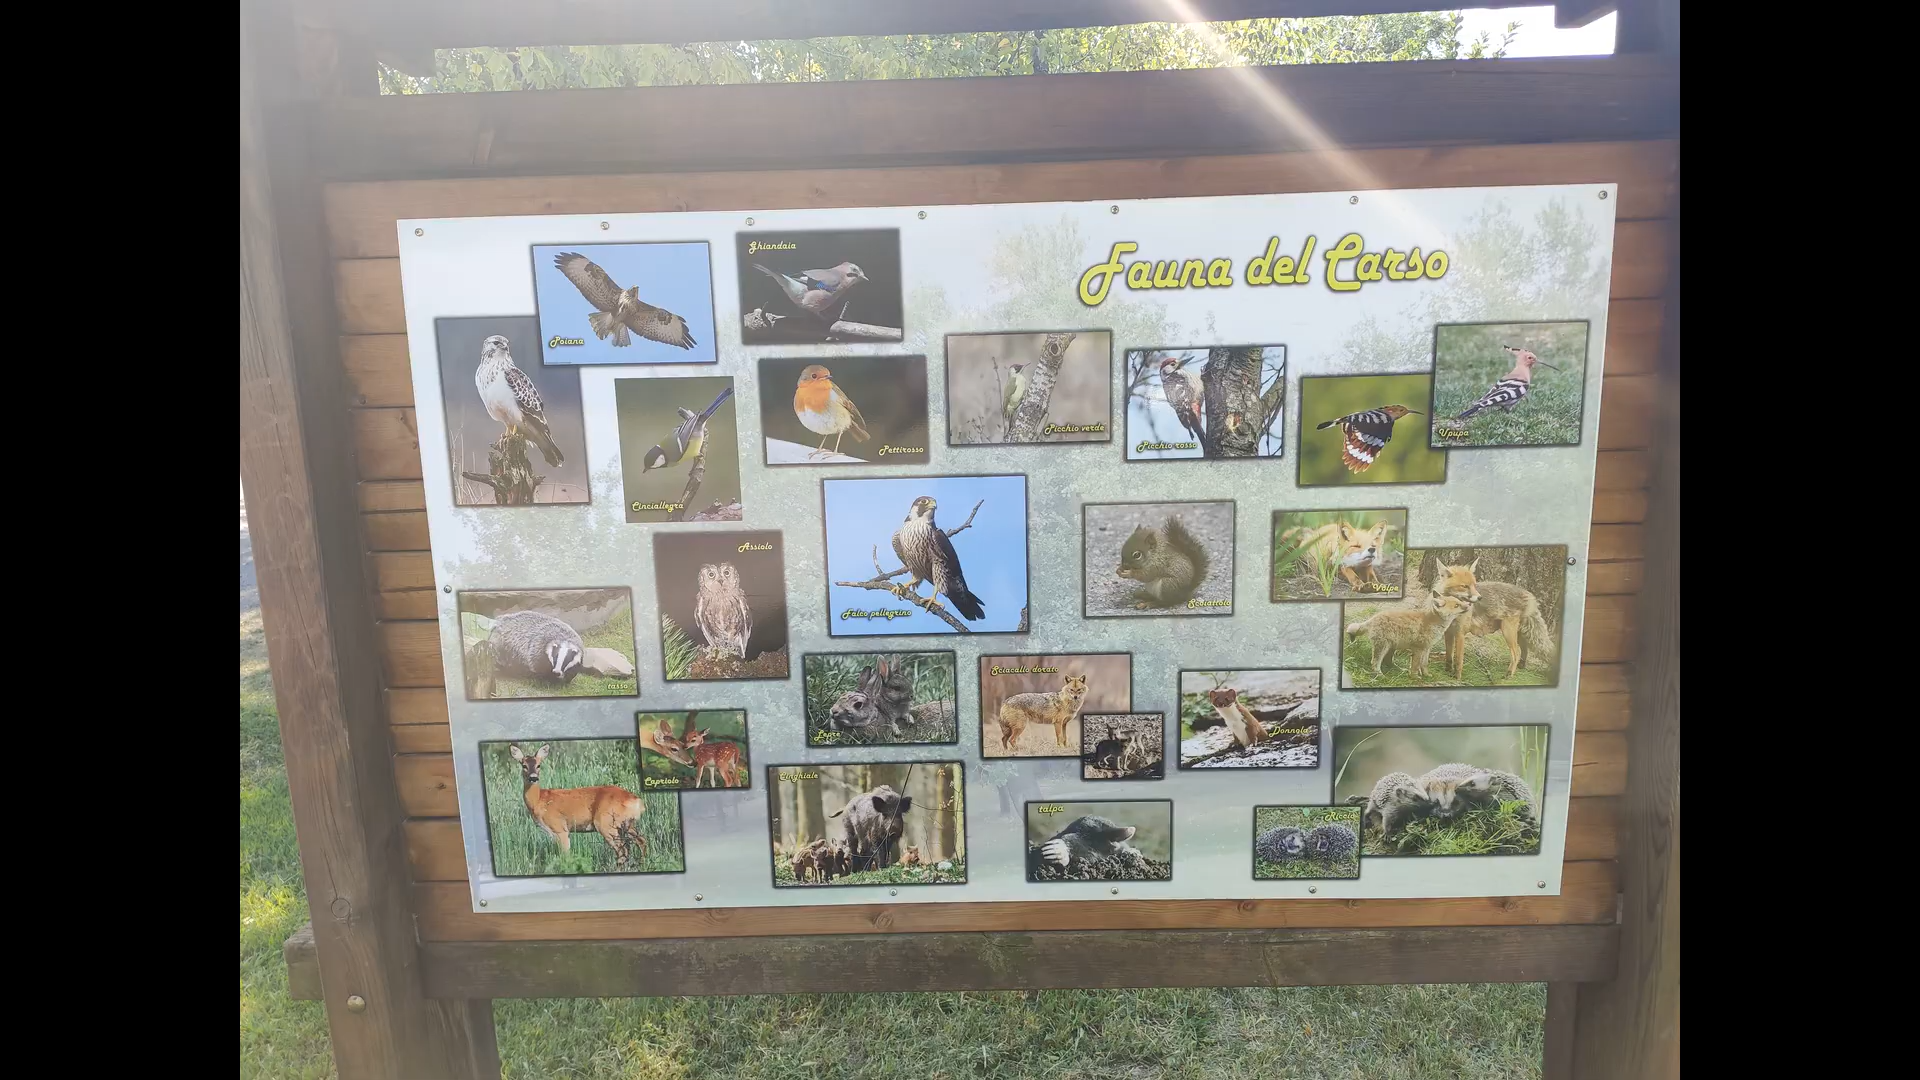 Fauna del Carso
Ghiandaia
Poiana
Cinciallegra
Pettirosso
Picchio verde
Picchio rosso
Upupa
Assiolo
Falco pellegrino
Scoiattolo
Volpe
tasso
Lepre
Sciacallo dorato
Donnola
Capriolo
Cinghiale
talpa
Riccio